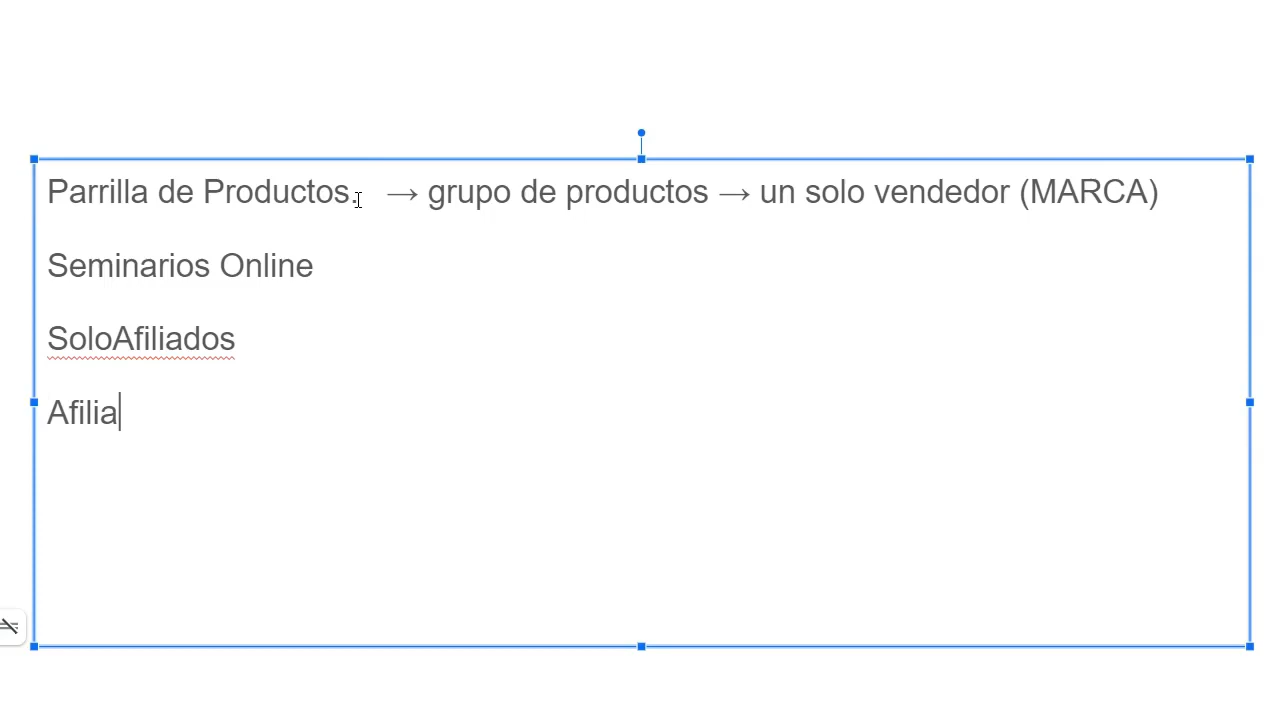 Parrilla de Productos. → grupo de productos → un solo vendedor (MARCA)
Seminarios Online
SoloAfiliados
Afilia